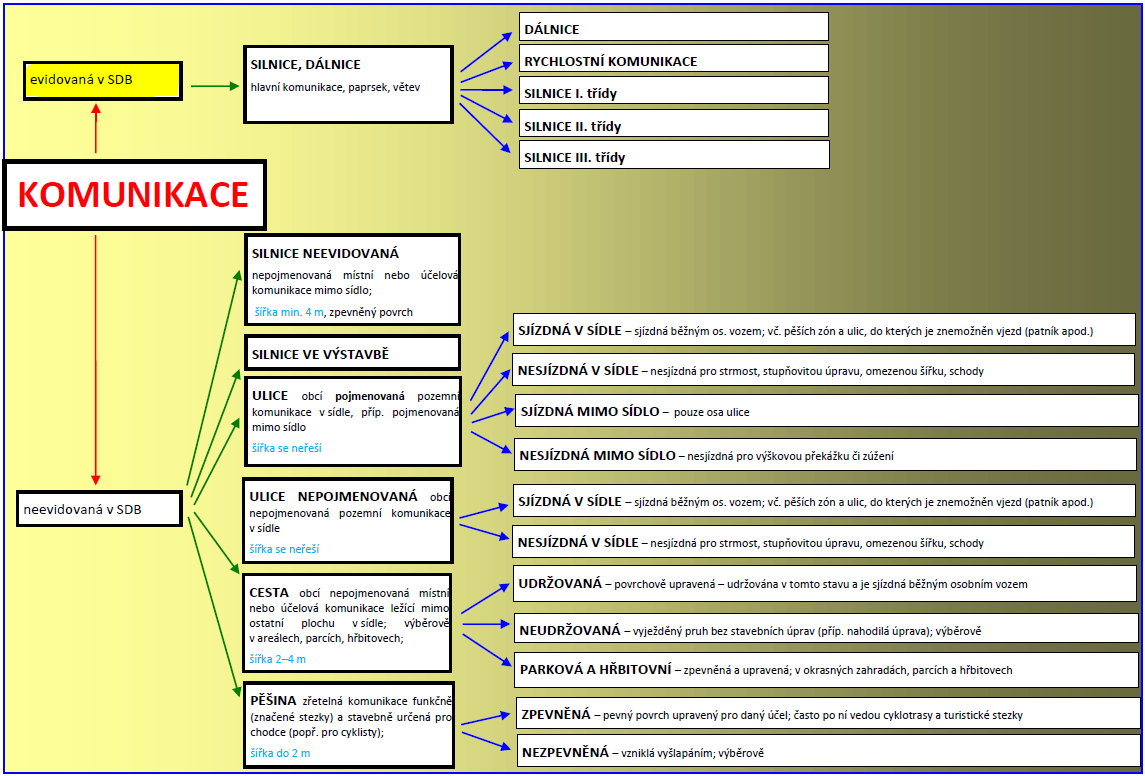 evidovaná v SDB
SILNICE, DÁLNICE
hlavní komunikace, paprsek, větev
DÁLNICE
RYCHLOSTNÍ KOMUNIKACE
SILNICE I. třídy
SILNICE II. třídy
SILNICE III. třídy
KOMUNIKACE
neevidovaná v SDB
SILNICE NEEVIDOVANÁ
nepojmenovaná místní nebo účelová
komunikace mimo sídlo;
šířka min. 4 m, zpevněný povrch
SILNICE VE VÝSTAVBĚ
ULICE obcí pojmenovaná pozemní
komunikace v sídle, příp. pojmenovaná
mimo sídlo
šířka se neřeší
SJÍZDNÁ V SÍDLE – sjízdná běžným os. vozem; vč. pěších zón a ulic, do kterých je znemožněn vjezd (patník apod.)
NESJÍZDNÁ V SÍDLE – nesjízdná pro strmost, stupňovitou úpravu, omezenou šířku, schody
SJÍZDNÁ MIMO SÍDLO – pouze osa ulice
NESJÍZDNÁ MIMO SÍDLO – nesjízdná pro výškovou překážku či zúžení
ULICE NEPOJMENOVANÁ obcí
nepojmenovaná pozemní komunikace
v sídle
šířka se neřeší
SJÍZDNÁ V SÍDLE – sjízdná běžným os. vozem; vč. pěších zón a ulic, do kterých je znemožněn vjezd (patník apod.)
NESJÍZDNÁ V SÍDLE – nesjízdná pro strmost, stupňovitou úpravu, omezenou šířku, schody
CESTA obcí nepojmenovaná místní
nebo účelová komunikace ležící mimo
ostatní plochu v sídle; výběrově
v areálech, parcích, hřbitovech;
šířka 2–4 m
UDRŽOVANÁ – povrchově upravená – udržována v tomto stavu a je sjízdná běžným osobním vozem
NEUDRŽOVANÁ – vyježděný pruh bez stavebních úprav (příp. nahodilá úprava); výběrově
PARKOVÁ A HŘBITOVNÍ – zpevněná a upravená; v okrasných zahradách, parcích a hřbitovech
PĚŠINA zřetelná komunikace funkčně
(značené stezky) a stavebně určená pro
chodce (popř. pro cyklisty);
šířka do 2 m
ZPEVNĚNÁ – pevný povrch upravený pro daný účel; často po ní vedou cyklotrasy a turistické stezky
NEZPEVNĚNÁ – vzniklá vyšlapáním; výběrově